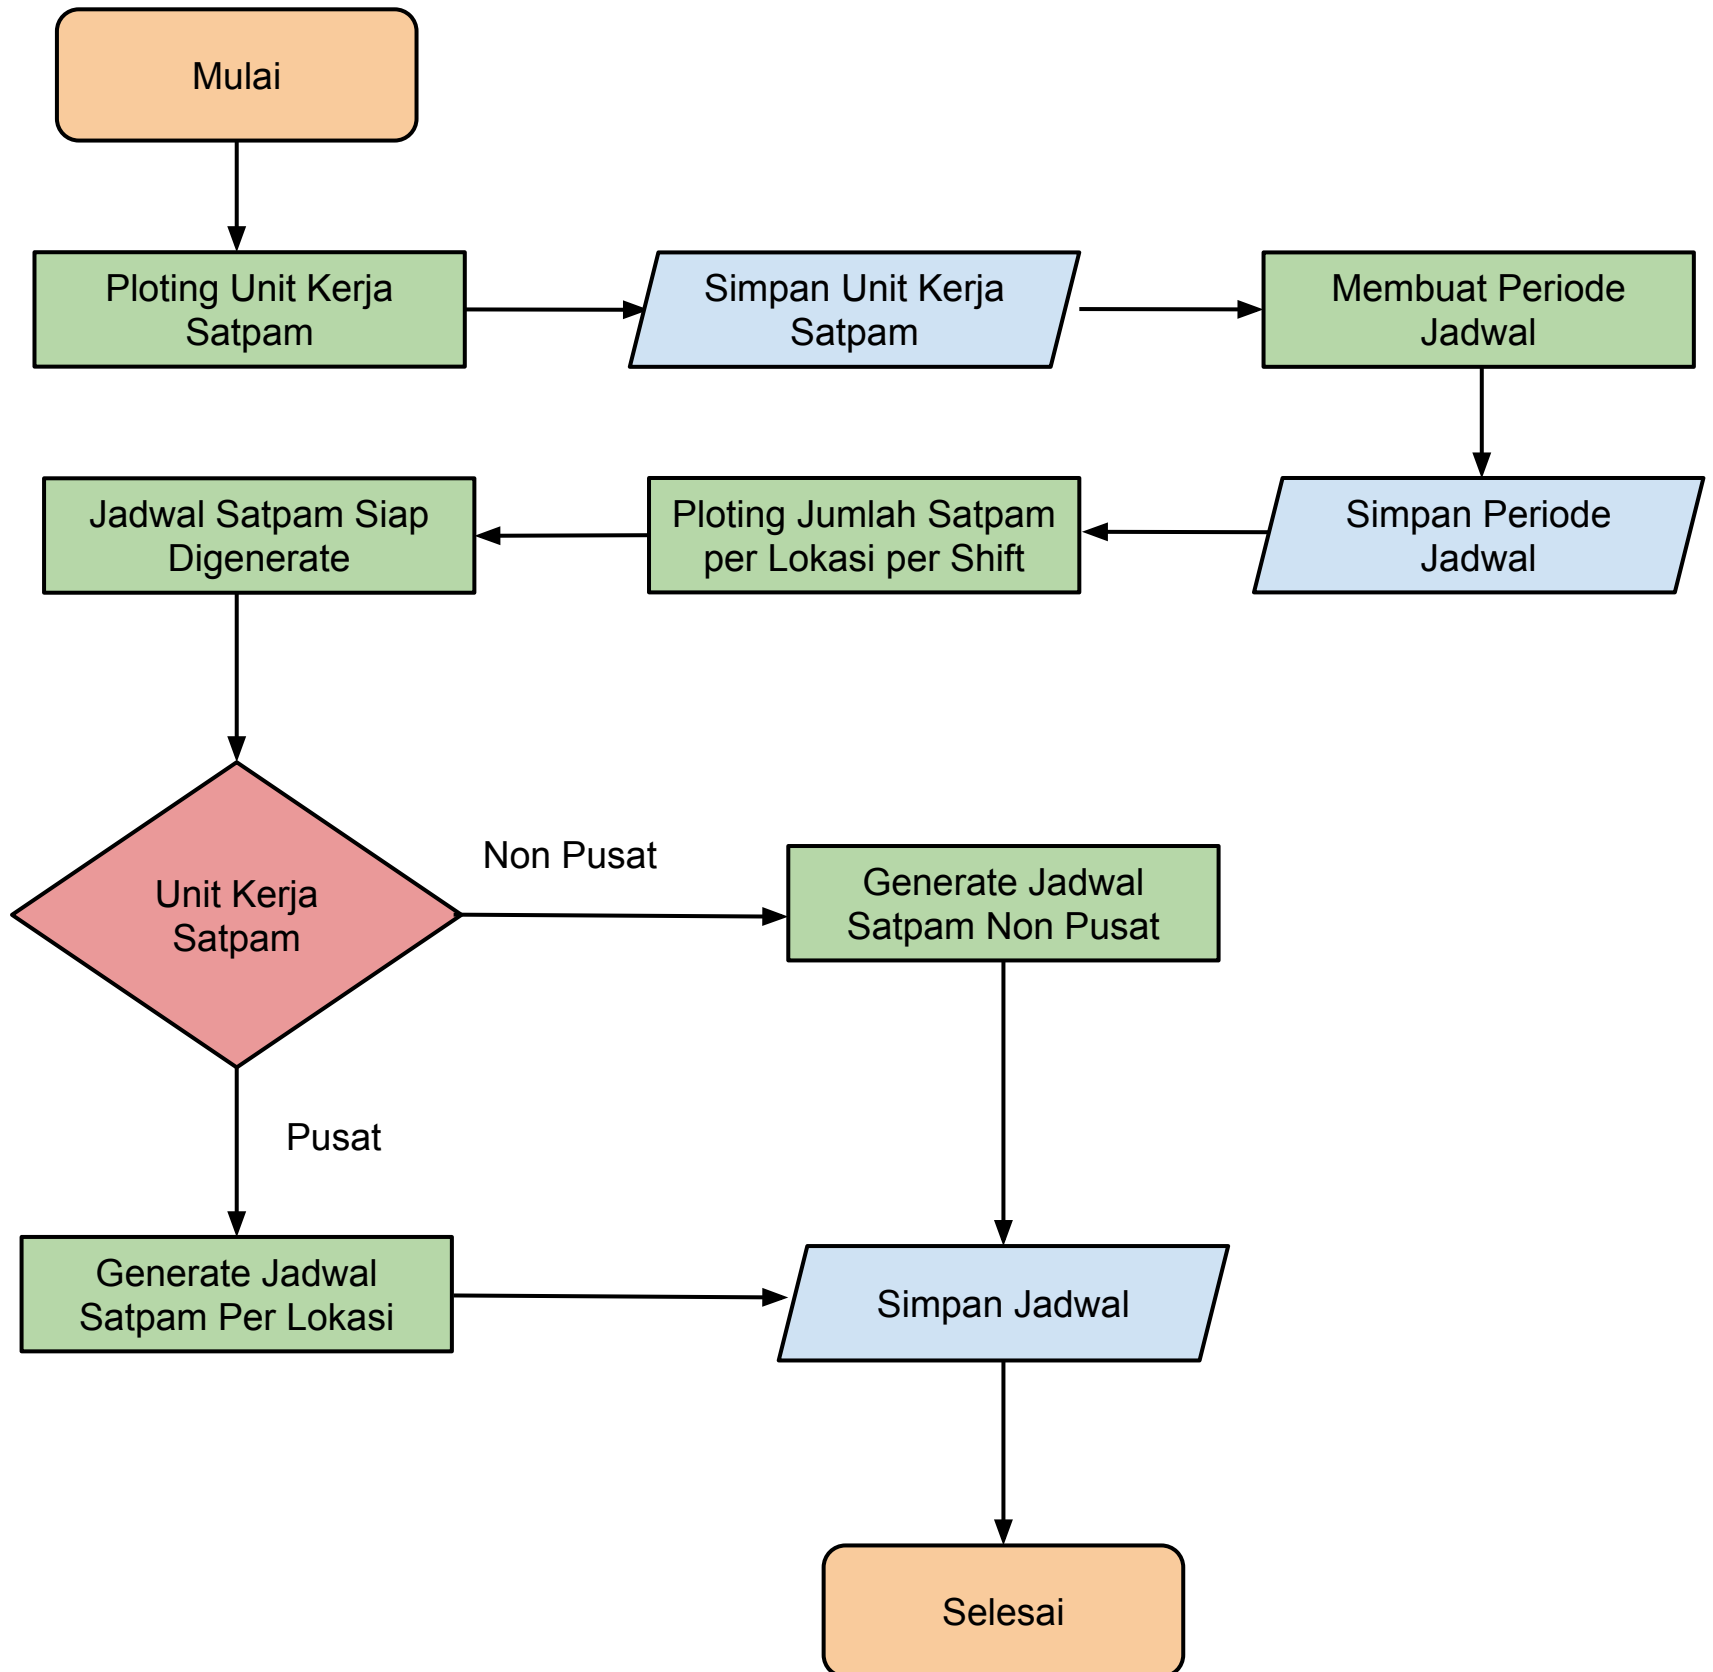 Mulai
Ploting Unit Kerja
Satpam
Simpan Unit Kerja
Satpam
Membuat Periode
Jadwal
Simpan Periode
Jadwal
Ploting Jumlah Satpam
per Lokasi per Shift
Jadwal Satpam Siap
Digenerate
Unit Kerja
Satpam
Non Pusat
Generate Jadwal
Satpam Non Pusat
Pusat
Generate Jadwal
Satpam Per Lokasi
Simpan Jadwal
Selesai